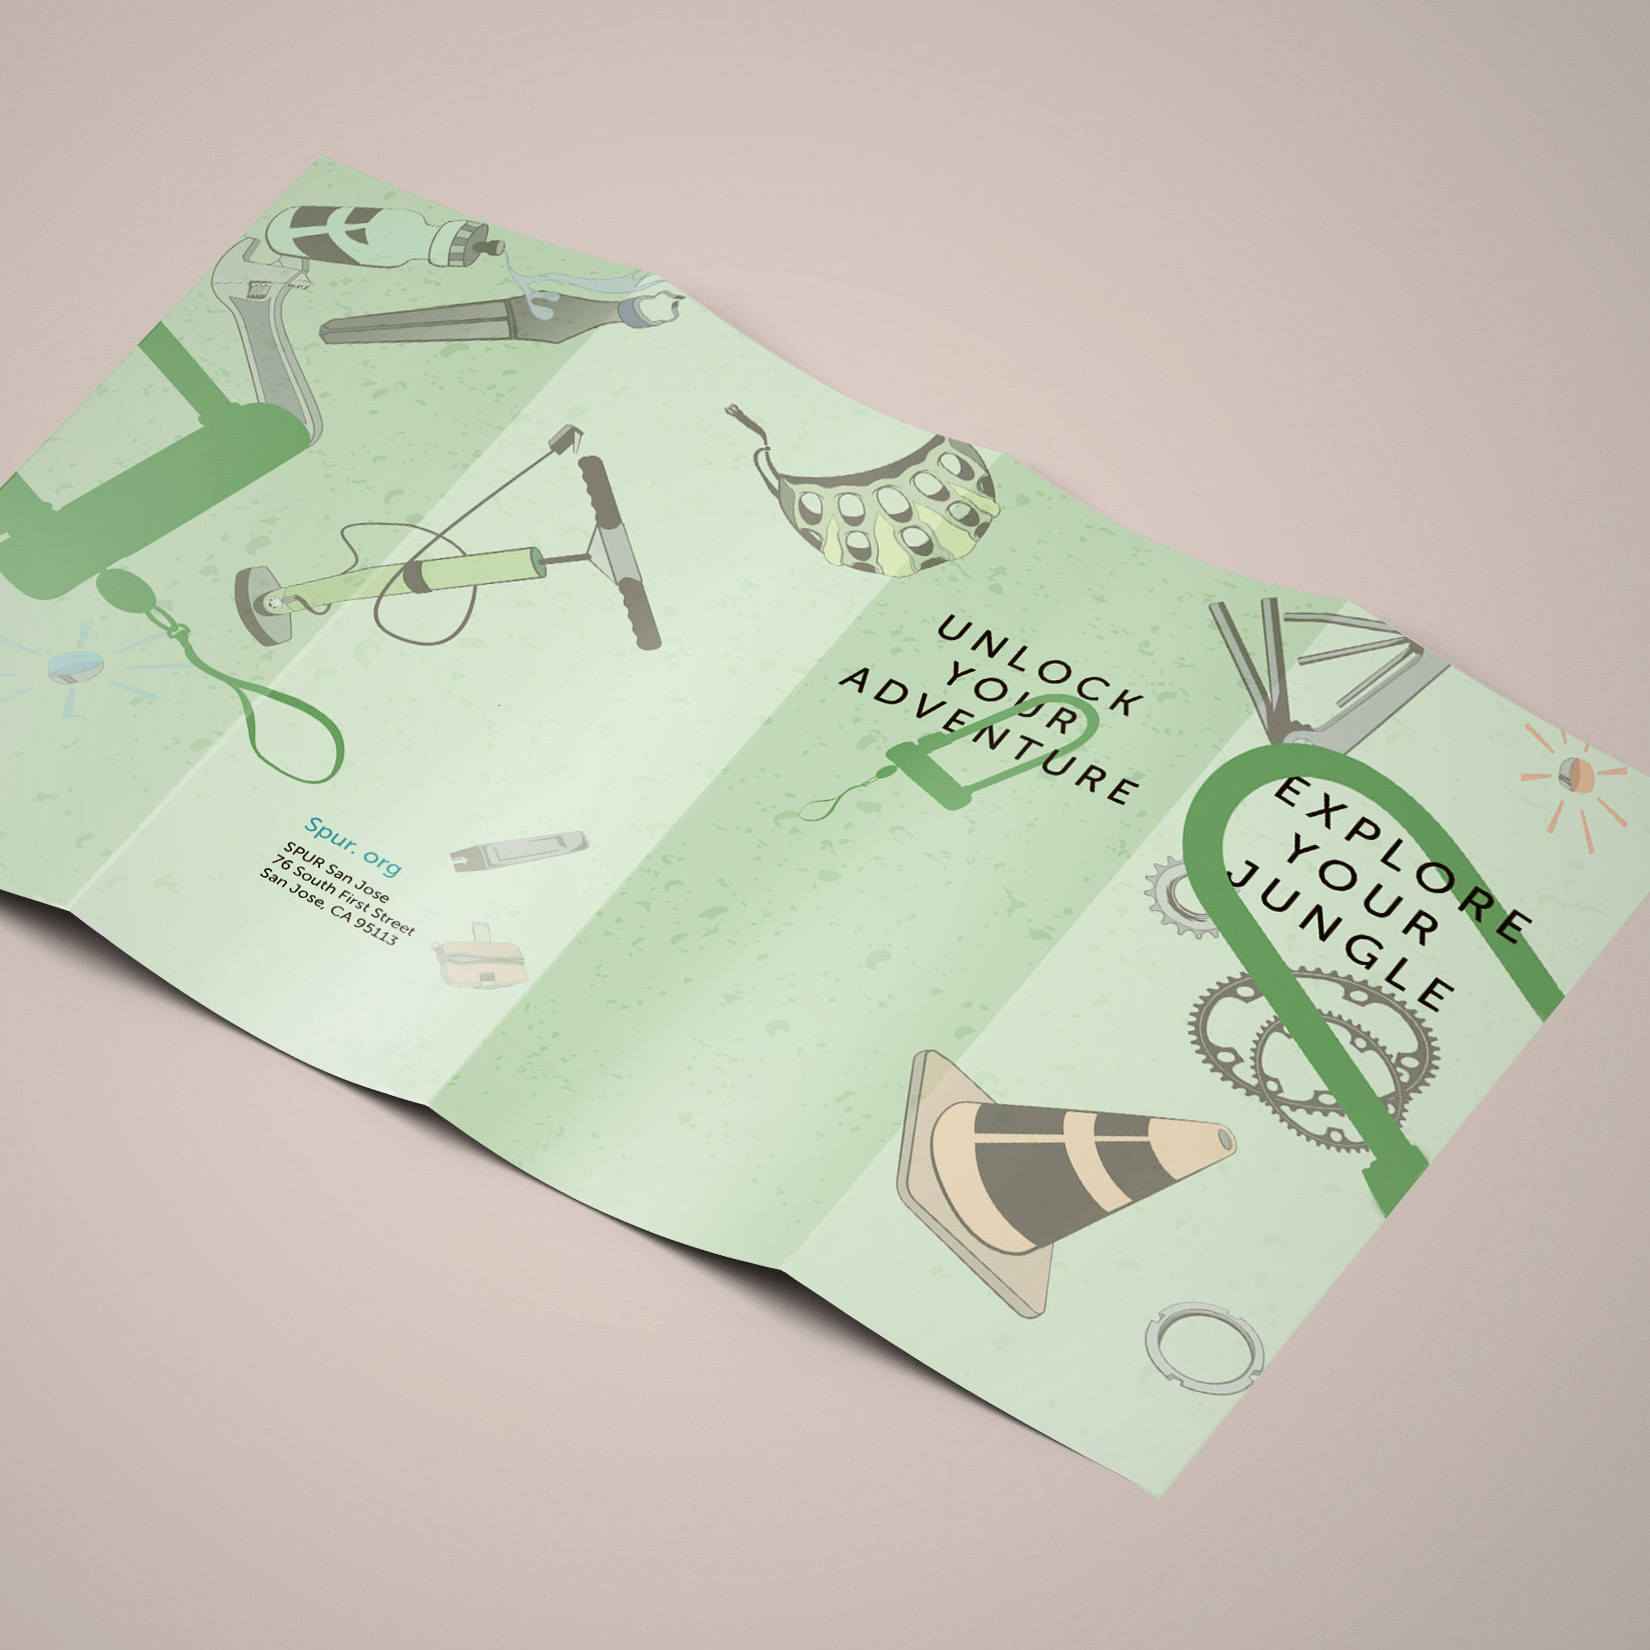 Spur. org
SPUR San Jose
76 South First Street
San Jose, CA 95113
UNLOCK
YOUR
ADVENTURE
EXPLORE
YOUR
JUNGLE